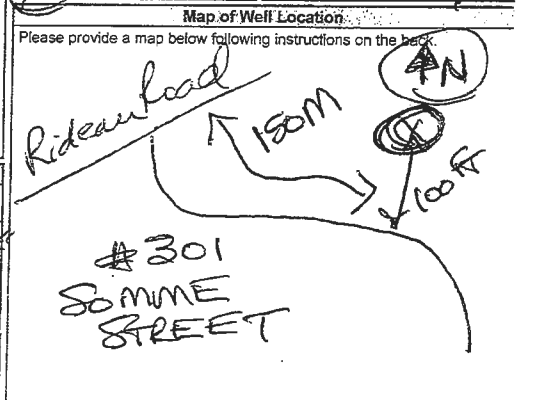 Map of Well Location
Please provide a map below following instructions on the back.
N
Rideau Road
150M
X
100 Ft
#301
SOMME
STREET